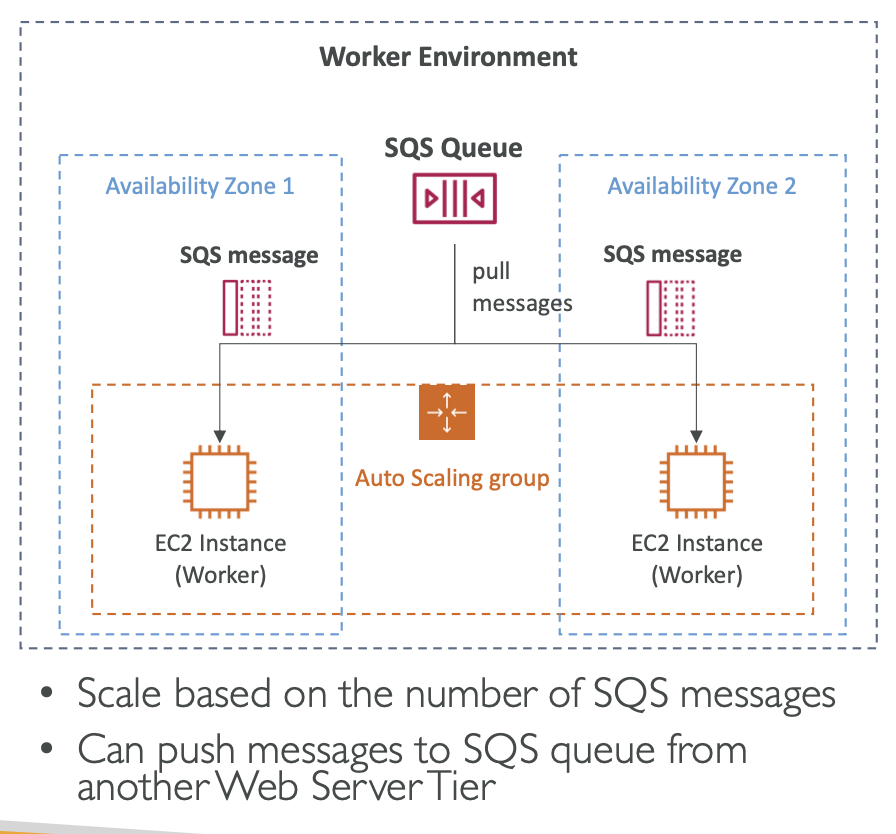 Worker Environment
SQS Queue
Availability Zone 1
Availability Zone 2
SQS message
SQS message
pull
messages
Auto Scaling group
EC2 Instance
(Worker)
EC2 Instance
(Worker)
• Scale based on the number of SQS messages
• Can push messages to SQS queue from
another Web Server Tier